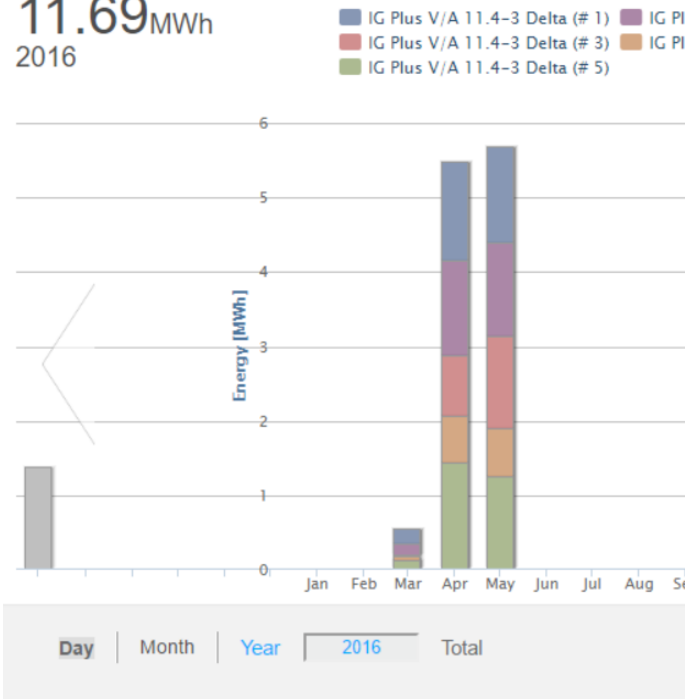 11.69MWh
2016
IG Plus V/A 11.4-3 Delta (# 1) IG Pl
IG Plus V/A 11.4-3 Delta (# 3) IG Pl
IG Plus V/A 11.4-3 Delta (# 5)
6
5
4
3
2
1
0
Energy [MWh]
Jan Feb Mar Apr May Jun Jul Aug Se
Day Month Year 2016 Total